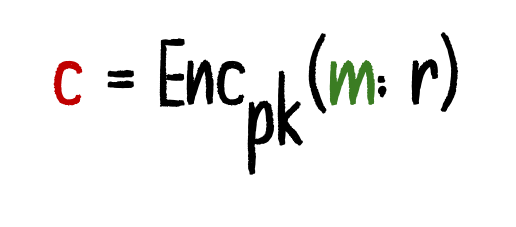 c = Enc_pk(m; r)